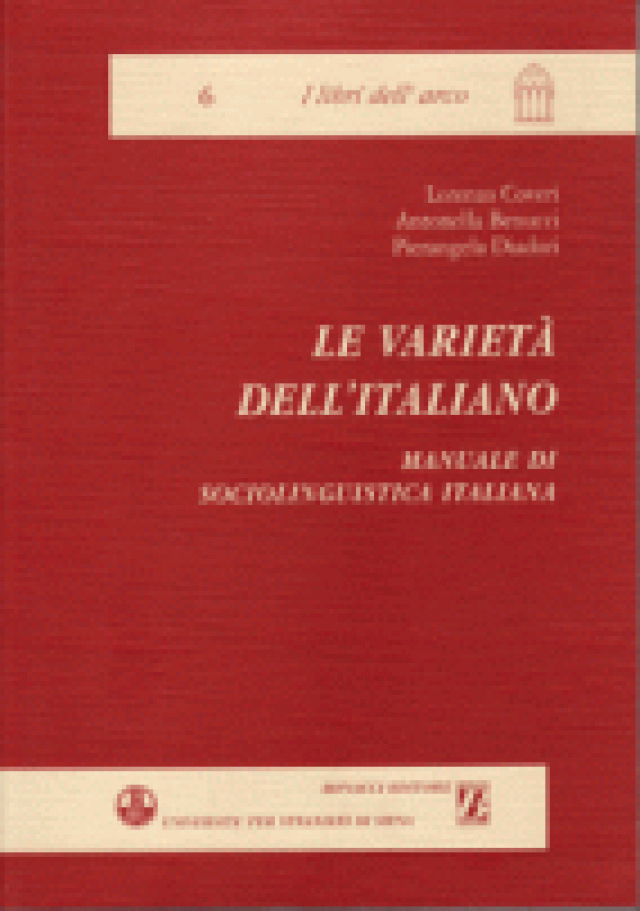 6 I libri dell' arco
Lorenzo Coveri
Antonella Benucci
Pierangela Diadori
LE VARIETÀ
DELL'ITALIANO
MANUALE DI
SOCIOLINGUISTICA ITALIANA
BONACCI EDITORE
UNIVERSITÀ PER STRANIERI DI SIENA